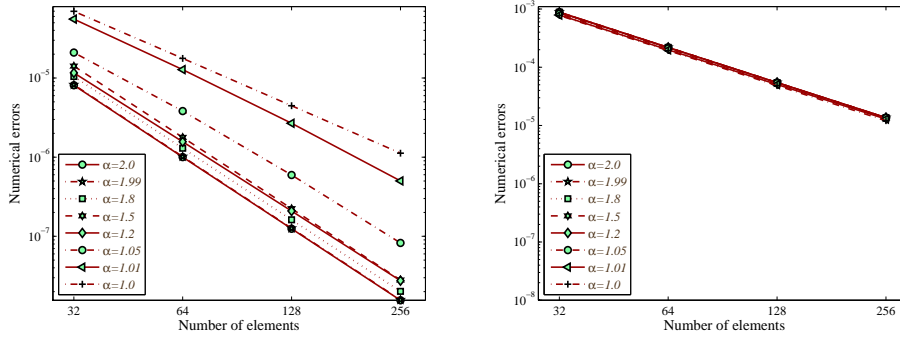 Numerical errors
10^-5
10^-6
10^-7
α=2.0
α=1.99
α=1.8
α=1.5
α=1.2
α=1.05
α=1.01
α=1.0
32
64
128
256
Number of elements
Numerical errors
10^-3
10^-4
10^-5
10^-6
10^-7
10^-8
α=2.0
α=1.99
α=1.8
α=1.5
α=1.2
α=1.05
α=1.01
α=1.0
32
64
128
256
Number of elements